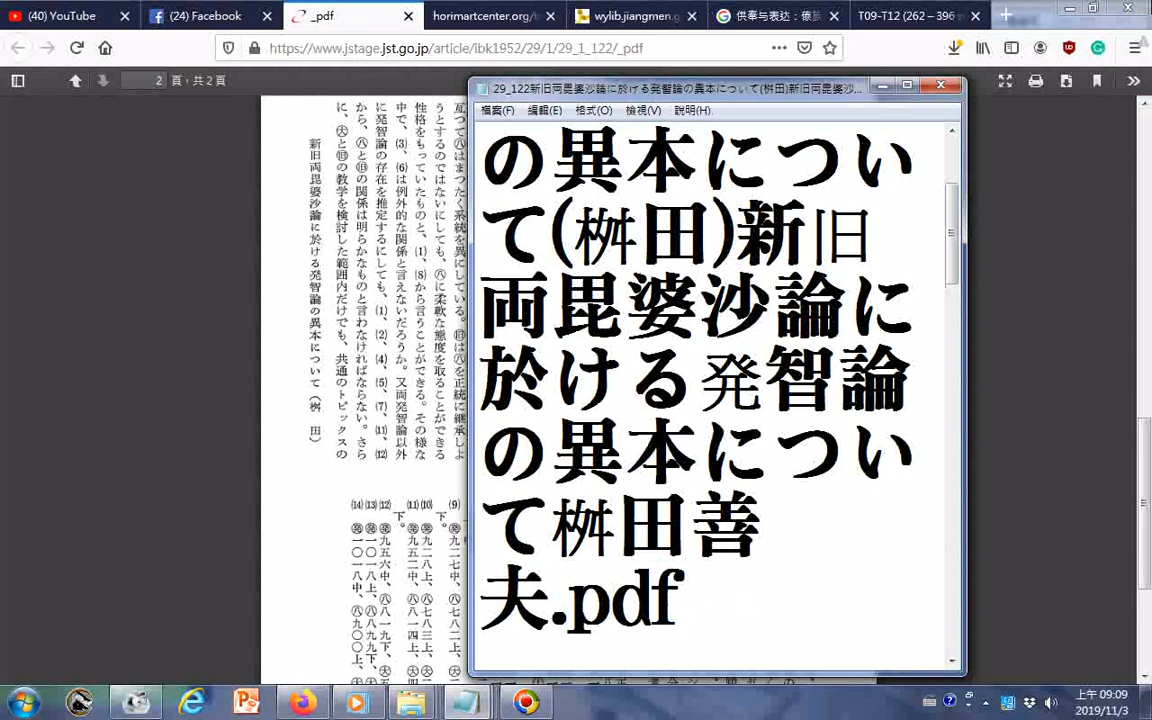 (40) YouTube
(24) Facebook
_pdf
horimartcenter.org/b
wylib.jiangmen.g
供奉与表达：傣族
T09-T12 (262 – 396
https://www.jstage.jst.go.jp/article/ibk1952/29/1/29_1_122/_pdf
2 頁，共 2 頁
29_122新旧両毘婆沙論に於ける発智論の異本について(桝田)新旧両毘婆沙...
檔案(F) 編輯(E) 格式(O) 檢視(V) 說明(H)
の異本につい
て(桝田)新旧
両毘婆沙論に
於ける発智論
の異本につい
て桝田善
夫.pdf
互つて㊇はまつたく系統を異にしている。㊐は㊇を正統に継承しよ
うとするのではないにしても、㊇に柔軟な態度を取ることができる
性格をもっていたものと、(1)、(8)から言うことができる。その様な
中で、(3)、(6)は例外的な関係と言えないだろうか。又両発智論以外
に発智論の存在を推定するにしても、(1)、(2)、(4)、(5)、(7)、(11)、(12)
から、㊇と㊐の関係は明らかなものと言わなければならない。さら
に、㊅と㊐の教学を検討した範囲内だけでも、共通のトピックスの
新旧両毘婆沙論に於ける発智論の異本について（桝 田）
上午 09:09
2019/11/3